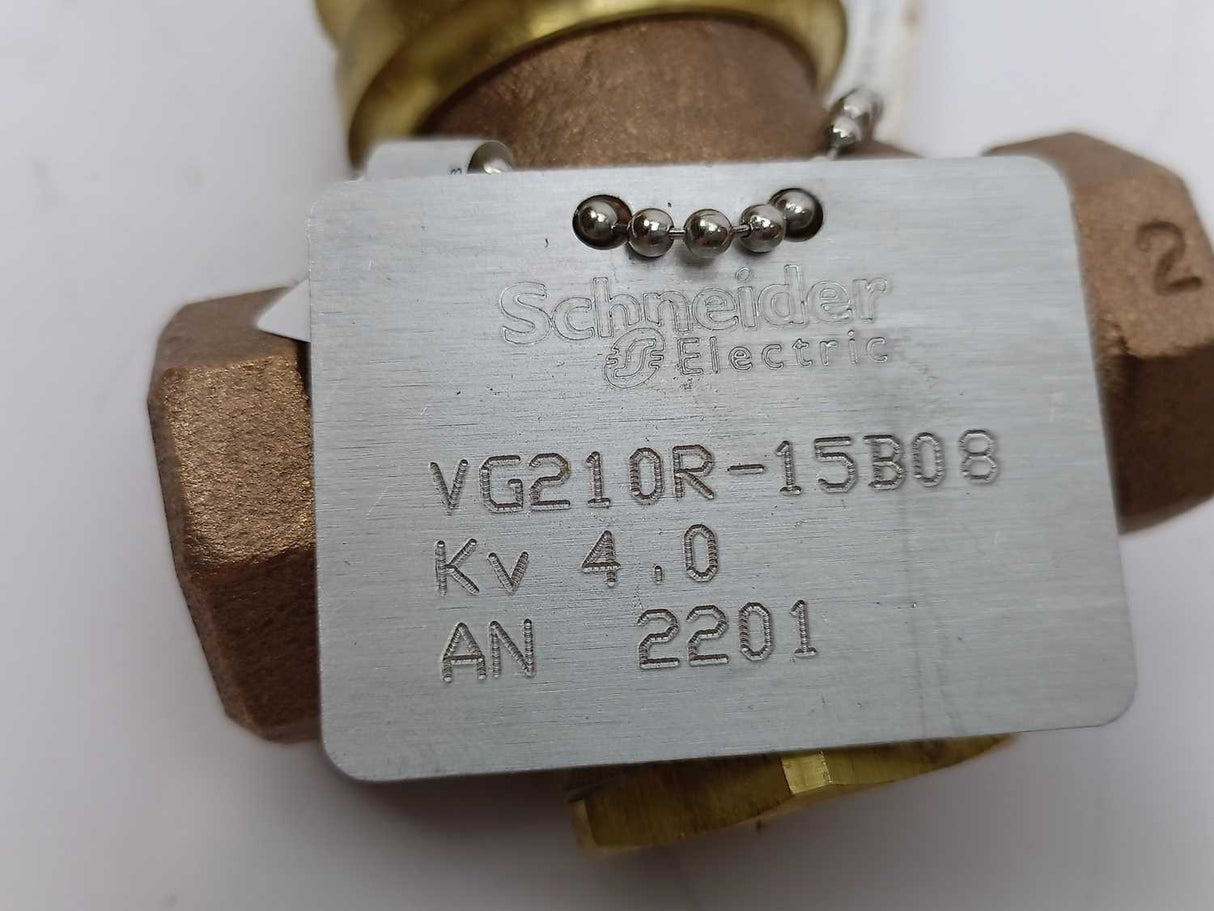 Schneider
Electric
VG210R-15B08
Kv 4.0
AN 2201
2